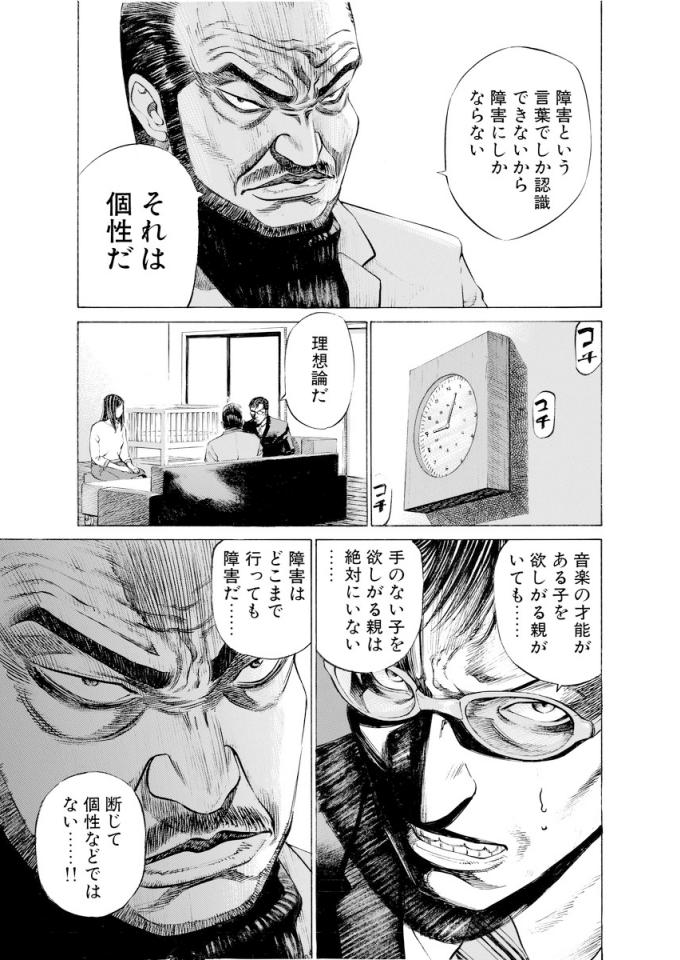 障害という
言葉でしか認識
できないから
障害にしか
ならない
それは
個性だ
コチ
コチ
コチ
理想論だ
音楽の才能が
ある子を
欲しがる親が
いても……
手のない子を
欲しがる親は
絶対にいない
……
障害は
どこまで
行っても
障害だ……
断じて
個性などでは
ない……!!